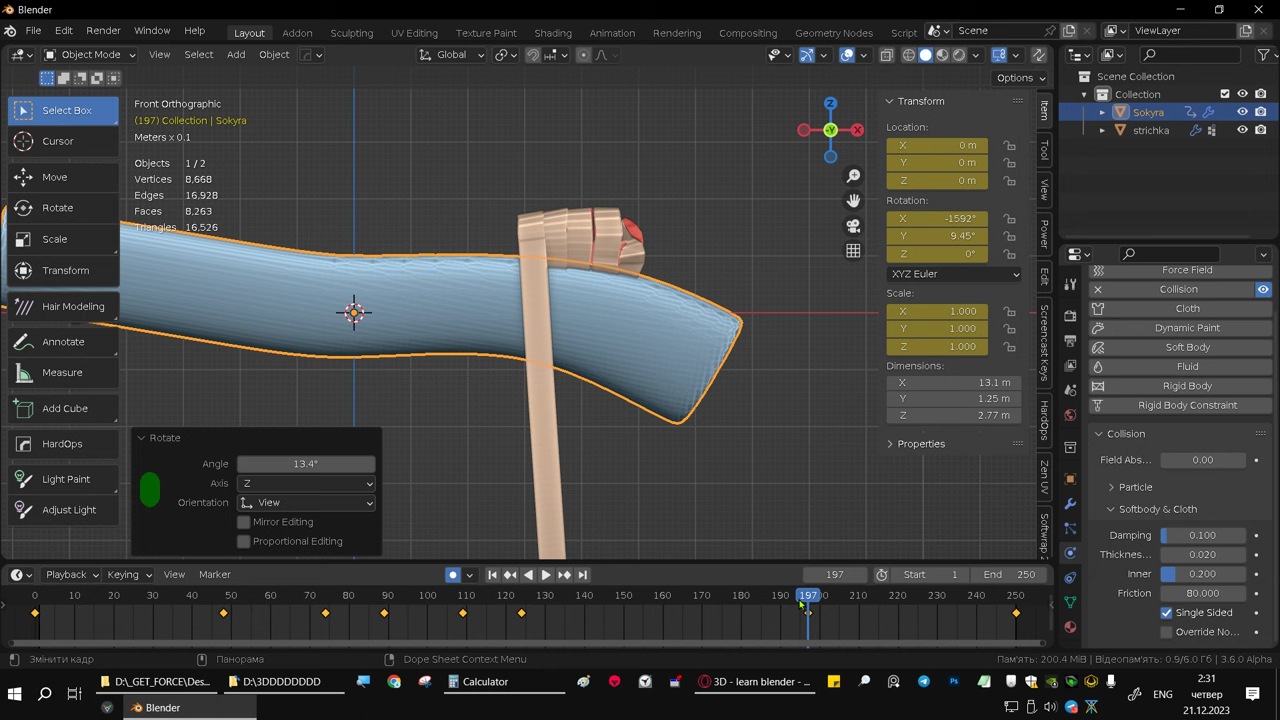 Blender
File Edit Render Window Help Layout Addon Sculpting UV Editing Texture Paint Shading Animation Rendering Compositing Geometry Nodes Script Scene ViewLayer
Object Mode View Select Add Object Global
Options
Select Box
Cursor
Move
Rotate
Scale
Transform
Hair Modeling
Annotate
Measure
Add Cube
HardOps
Light Paint
Adjust Light
Front Orthographic
(197) Collection | Sokyra
Meters x 0.1
Objects 1 / 2
Vertices 8,668
Edges 16,928
Faces 8,263
Triangles 16,526
Z
X
-Y
Transform
Location:
X 0 m
Y 0 m
Z 0 m
Rotation:
X -1592°
Y 9.45°
Z 0°
XYZ Euler
Scale:
X 1.000
Y 1.000
Z 1.000
Dimensions:
X 13.1 m
Y 1.25 m
Z 2.77 m
Properties
Item
Tool
View
Power
Edit
Screencast Keys
HardOps
Zen UV
Softwrap
Scene Collection
Collection
Sokyra
strichka
Force Field
Collision
Cloth
Dynamic Paint
Soft Body
Fluid
Rigid Body
Rigid Body Constraint
Collision
Field Abs... 0.00
Particle
Softbody & Cloth
Damping 0.100
Thicknes... 0.020
Inner 0.200
Friction 80.000
Single Sided
Override No...
Rotate
Angle 13.4°
Axis Z
Orientation View
Mirror Editing
Proportional Editing
Playback Keying View Marker 197 Start 1 End 250
0 10 20 30 40 50 60 70 80 90 100 110 120 130 140 150 160 170 180 190 197 200 210 220 230 240 250
Змінити кадр Панорама Dope Sheet Context Menu Пам'ять: 200.4 MiB | Відеопам'ять: 0.9/6.0 Гб | 3.6.0 Alpha
D:\_GET_FORCE\Des... D:\3DDDDDDDD Calculator 3D - learn blender - ...
Blender
ENG
2:31
четвер
21.12.2023